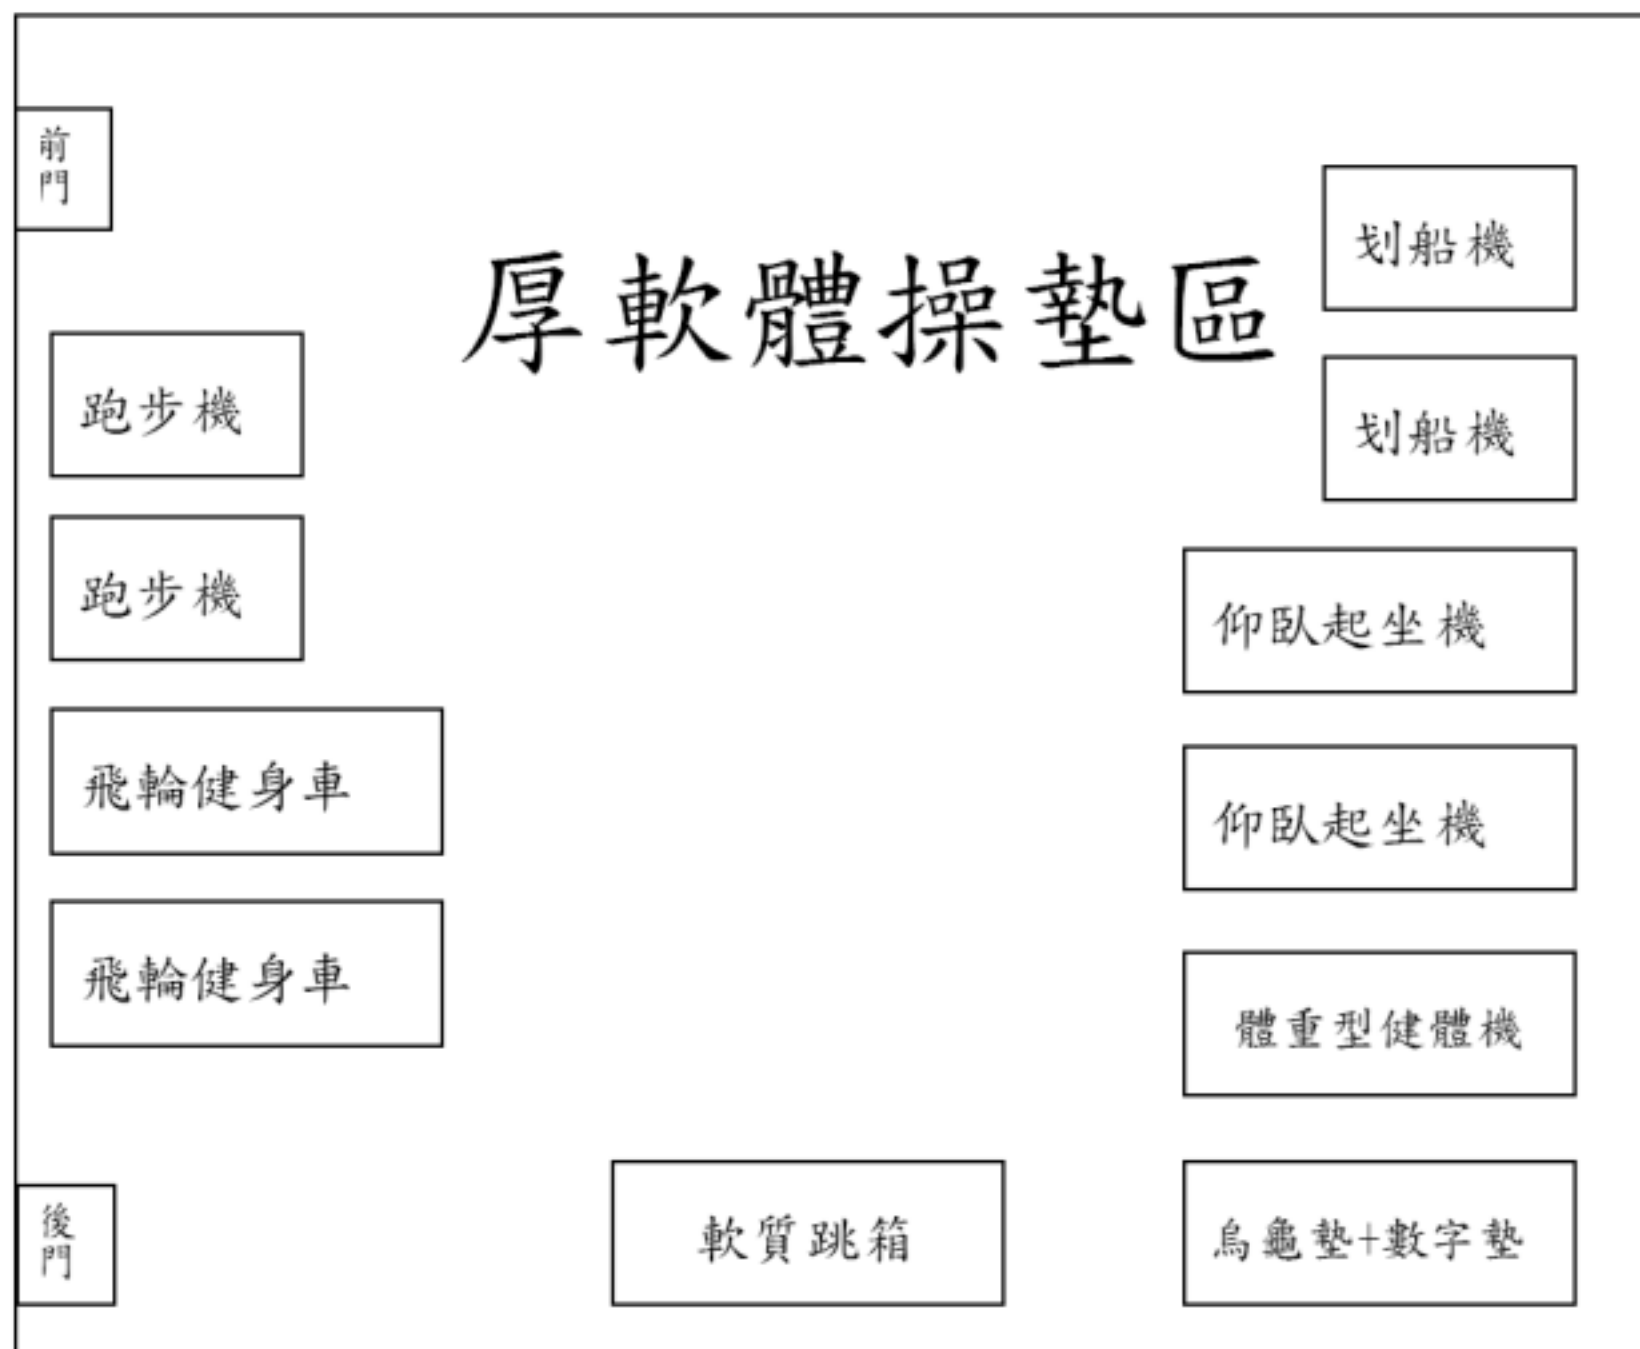 前
門
厚軟體操墊區
划船機
跑步機
划船機
跑步機
仰臥起坐機
飛輪健身車
仰臥起坐機
飛輪健身車
體重型健體機
後
門
軟質跳箱
烏龜墊+數字墊